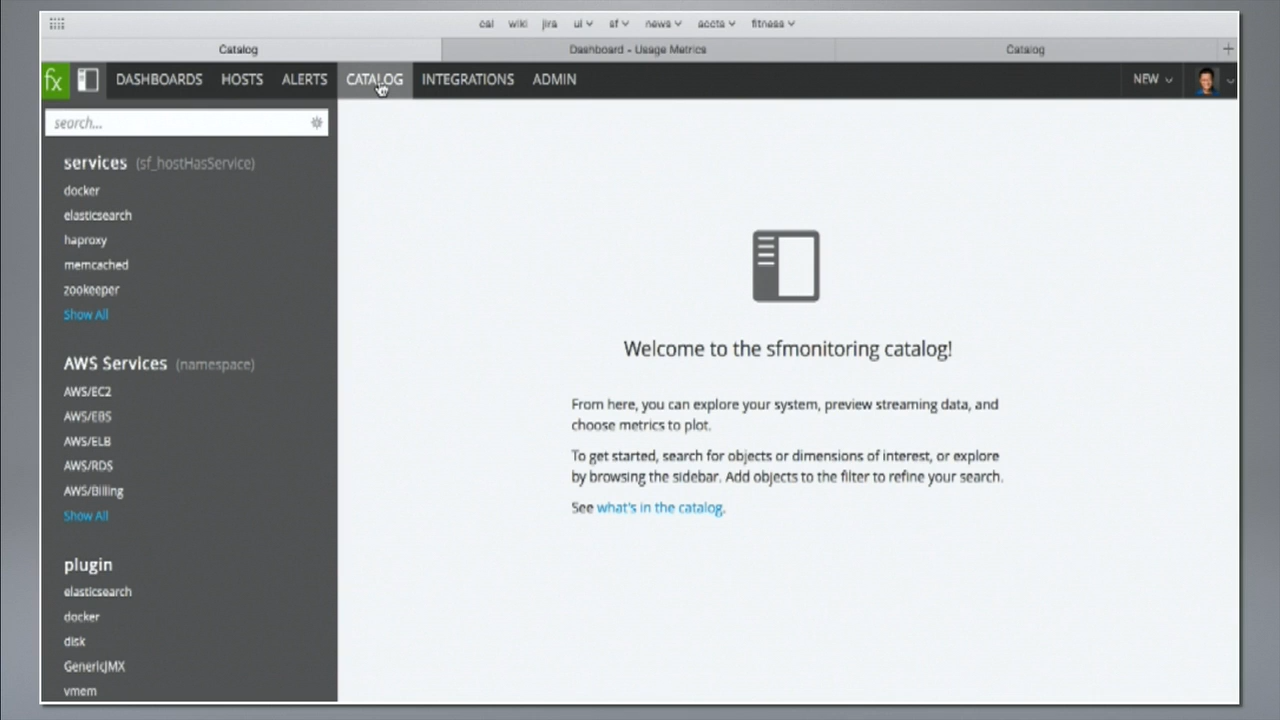 cal wiki jira ui sf news accts fitness
Catalog Dashboard - Usage Metrics Catalog +
fx DASHBOARDS HOSTS ALERTS CATALOG INTEGRATIONS ADMIN NEW
search...
services (sf_hostHasService)
docker
elasticsearch
haproxy
memcached
zookeeper
Show All
AWS Services (namespace)
AWS/EC2
AWS/EBS
AWS/ELB
AWS/RDS
AWS/Billing
Show All
plugin
elasticsearch
docker
disk
GenericJMX
vmem
Welcome to the sfmonitoring catalog!
From here, you can explore your system, preview streaming data, and
choose metrics to plot.
To get started, search for objects or dimensions of interest, or explore
by browsing the sidebar. Add objects to the filter to refine your search.
See what's in the catalog.